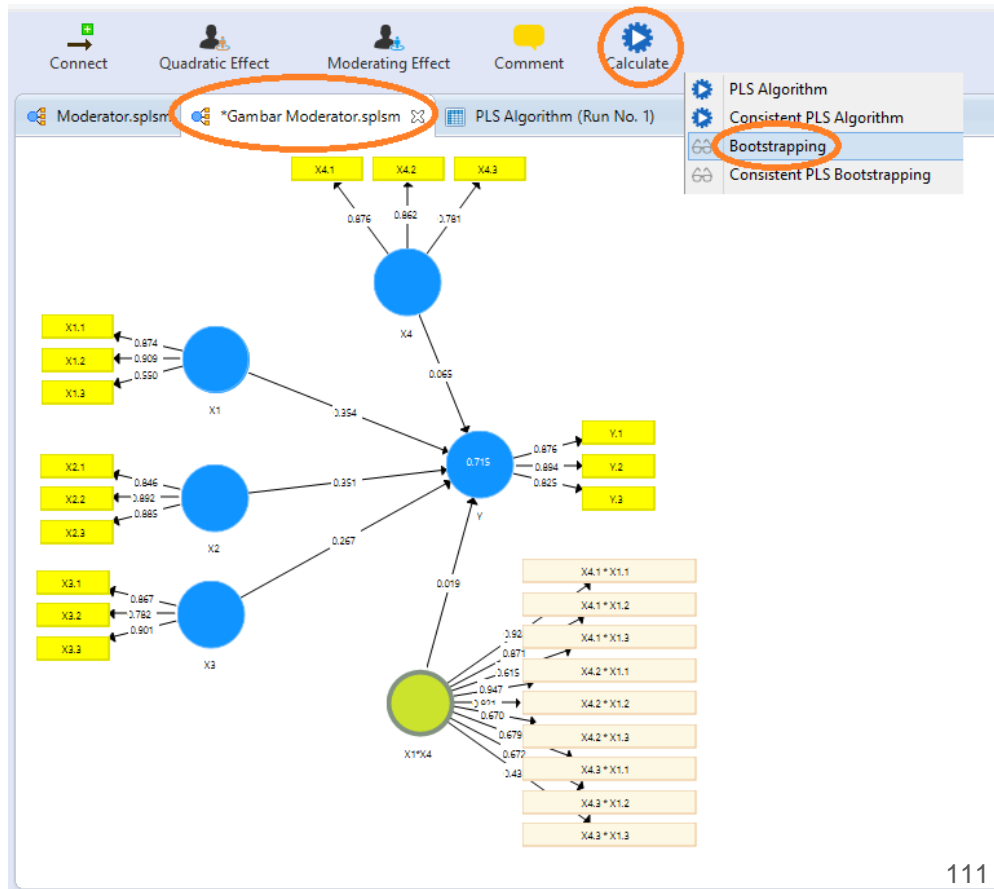 Connect
Quadratic Effect
Moderating Effect
Comment
Calculate
PLS Algorithm
Consistent PLS Algorithm
Bootstrapping
Consistent PLS Bootstrapping
Moderator.splsm
*Gambar Moderator.splsm
PLS Algorithm (Run No. 1)
X4.1
X4.2
X4.3
0.876
0.862
0.781
X4
0.065
X1.1
X1.2
X1.3
0.874
0.909
0.550
X1
0.354
X2.1
X2.2
X2.3
0.846
0.892
0.885
X2
0.351
X3.1
X3.2
X3.3
0.867
0.782
0.901
X3
0.267
0.715
Y
0.876
0.894
0.825
Y.1
Y.2
Y.3
0.019
X1*X4
0.871
0.615
0.947
0.670
0.679
0.672
X4.1 * X1.1
X4.1 * X1.2
X4.1 * X1.3
X4.2 * X1.1
X4.2 * X1.2
X4.2 * X1.3
X4.3 * X1.1
X4.3 * X1.2
X4.3 * X1.3
111